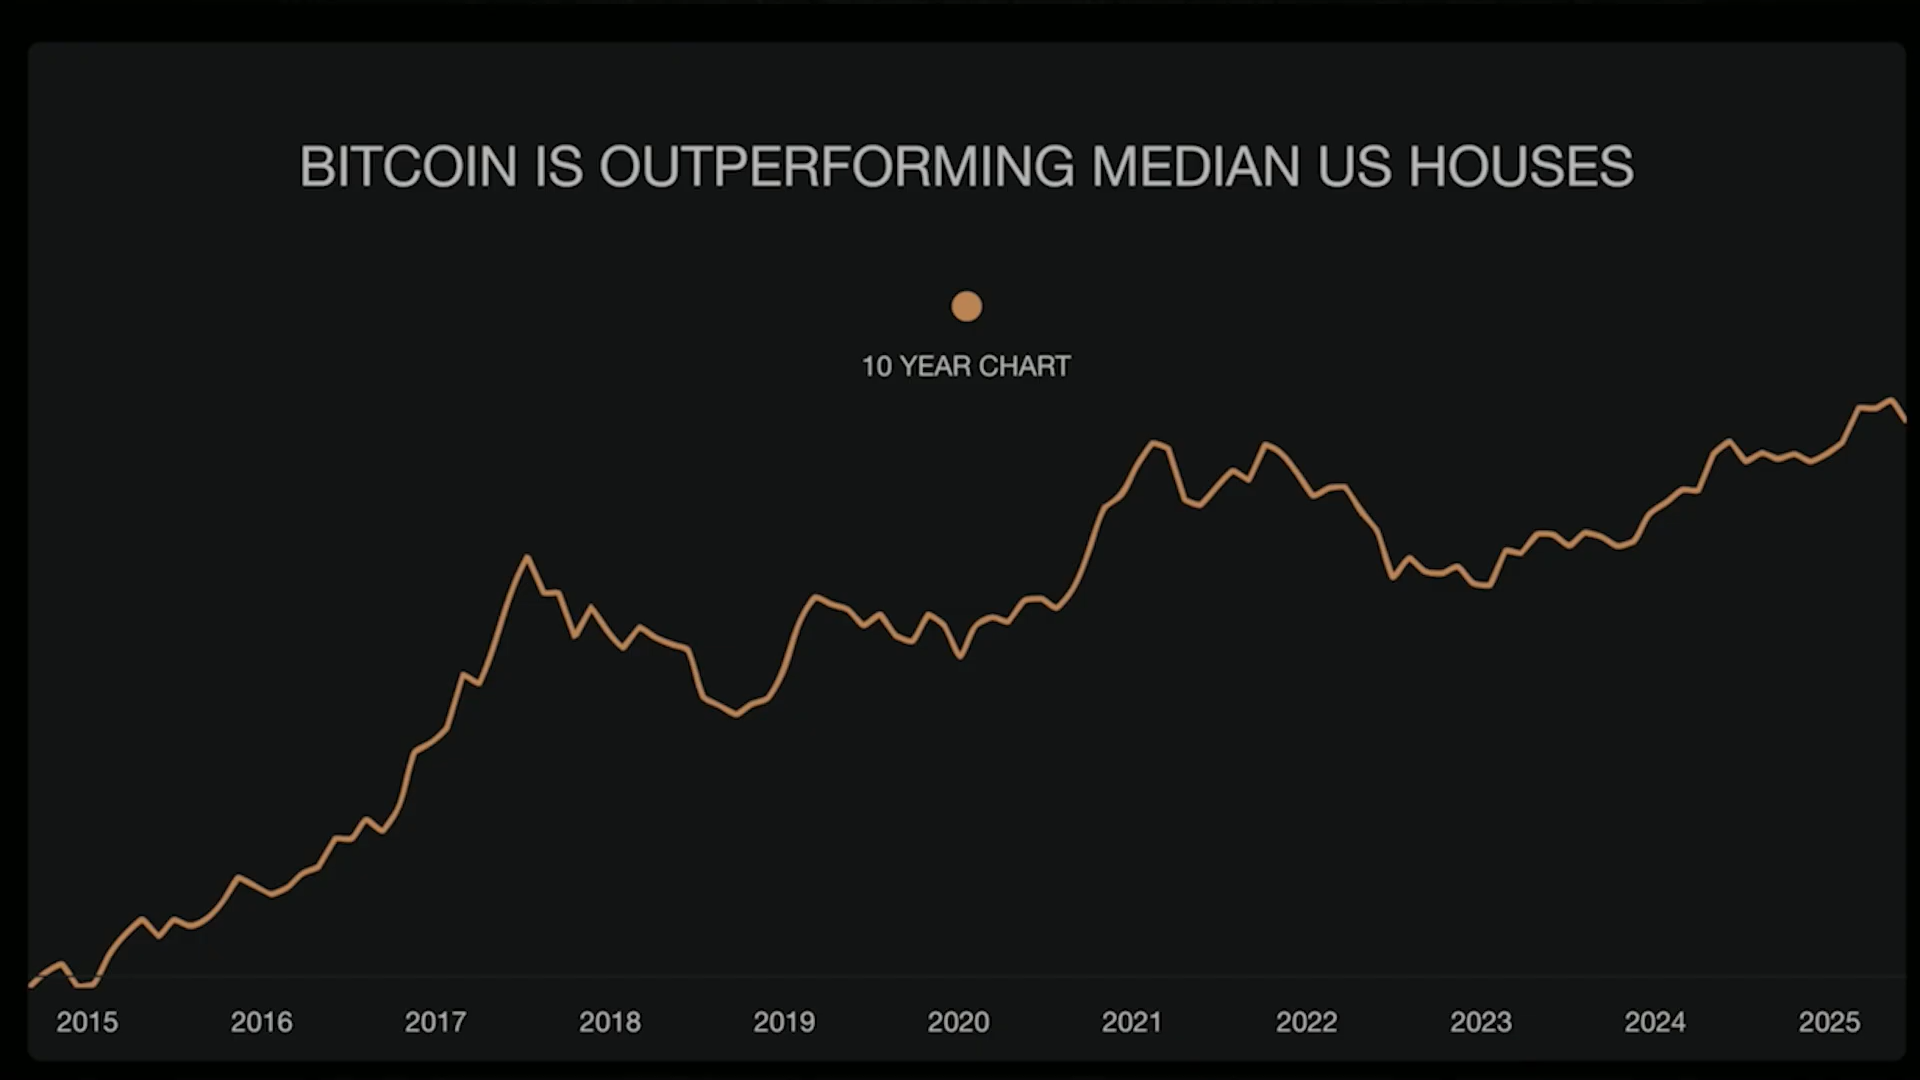 BITCOIN IS OUTPERFORMING MEDIAN US HOUSES
10 YEAR CHART
2015 2016 2017 2018 2019 2020 2021 2022 2023 2024 2025